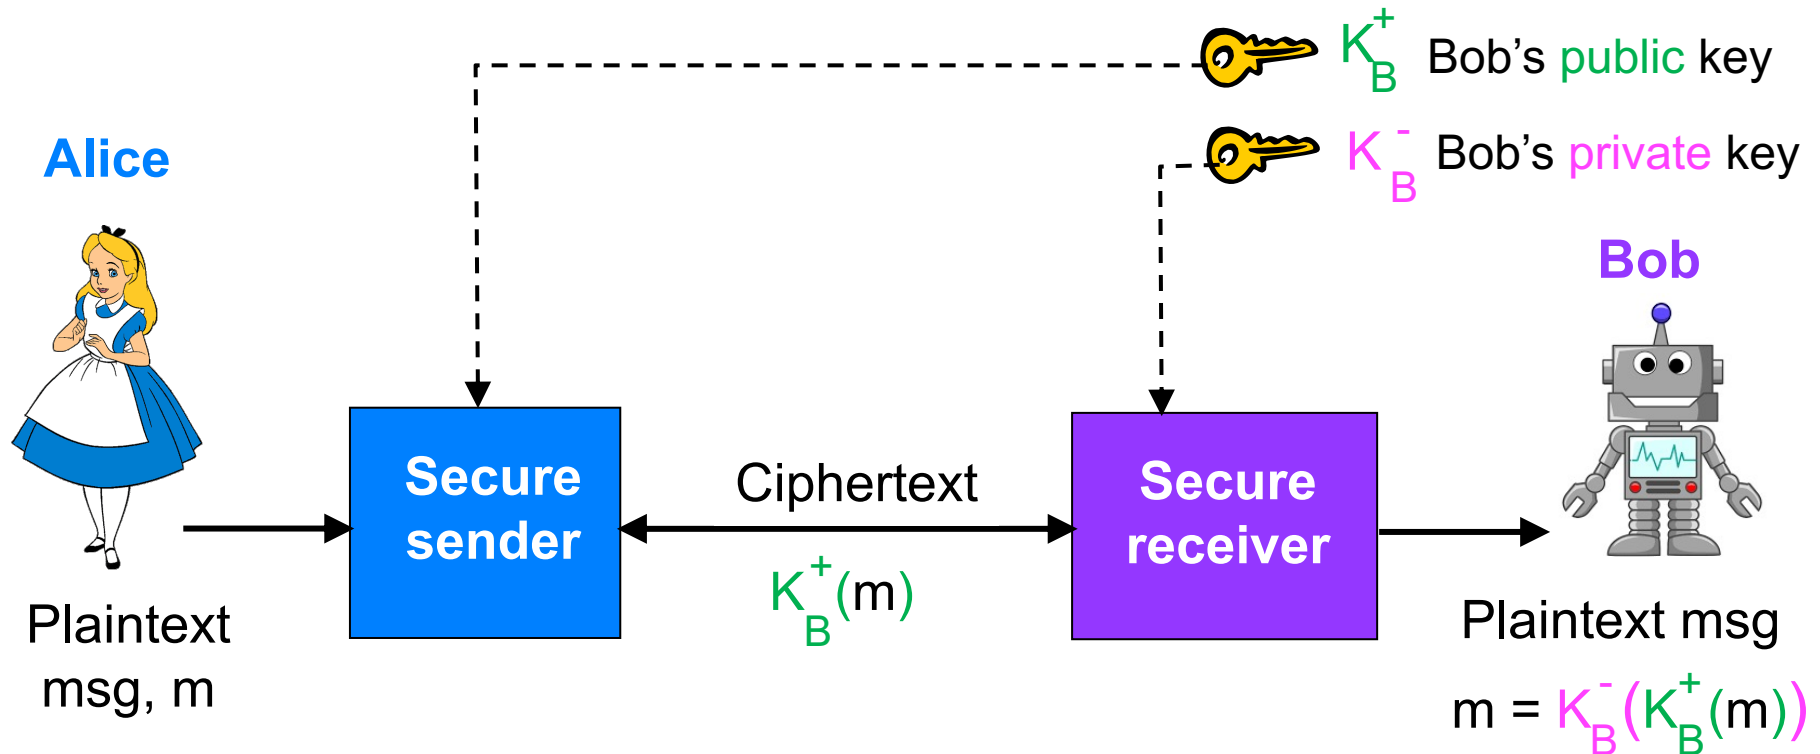 K_B^+ Bob’s public key
K_B^- Bob’s private key
Alice
Bob
Secure
sender
Ciphertext
K_B^+(m)
Secure
receiver
Plaintext
msg, m
Plaintext msg
m = K_B^-(K_B^+(m))